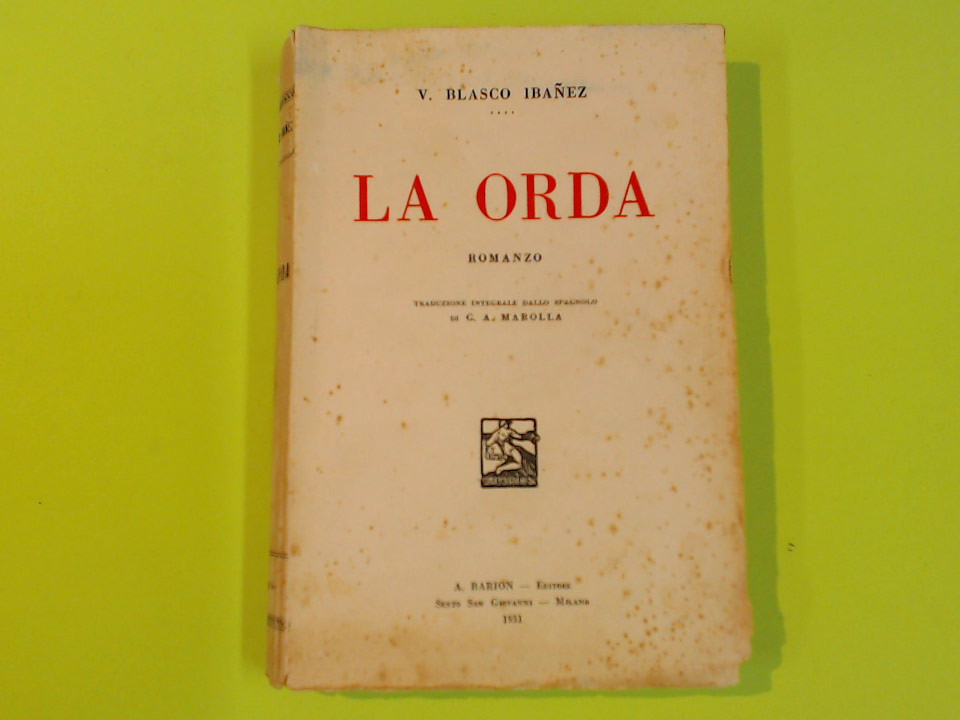 V. BLASCO IBAÑEZ
LA ORDA
ROMANZO
TRADUZIONE INTEGRALE DALLO SPAGNOLO
DI C. A. MAROLLA
A. BARION — EDITORE
SESTO SAN GIOVANNI — MILANO
1931